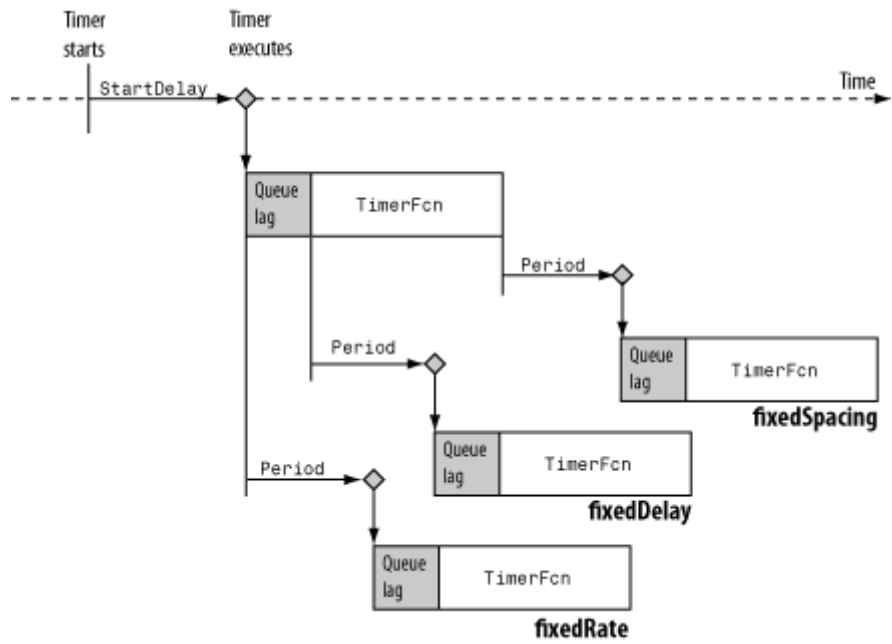 Timer
starts
Timer
executes
StartDelay
Time
Queue
lag
TimerFcn
Period
Queue
lag
TimerFcn
fixedSpacing
Period
Queue
lag
TimerFcn
fixedDelay
Period
Queue
lag
TimerFcn
fixedRate